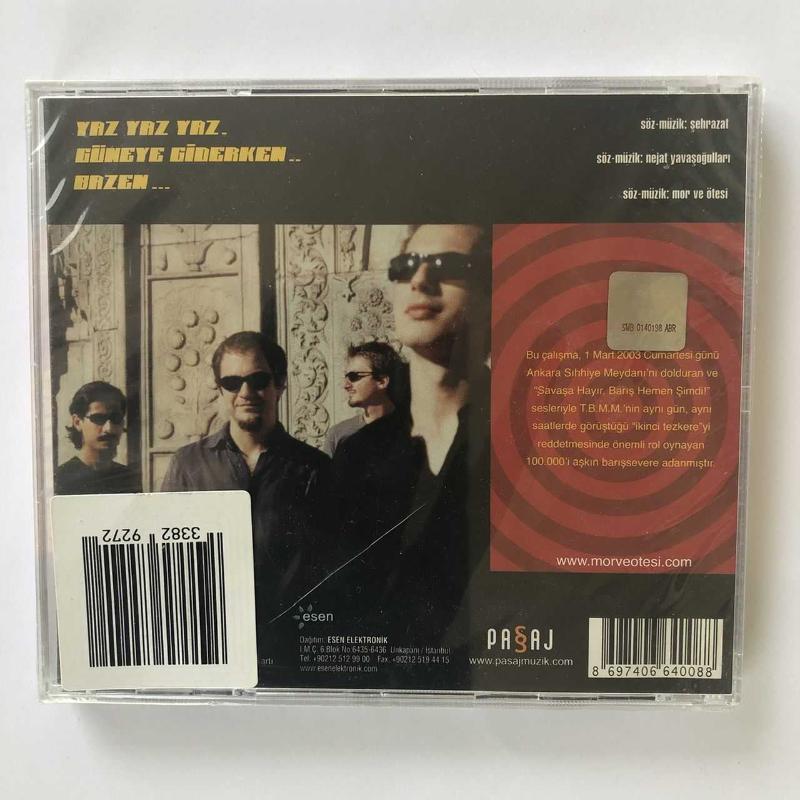 YAZ YAZ YAZ.
söz-müzik: şehrazat
GÜNEYE GİDERKEN..
söz-müzik: nejat yavaşoğulları
BAZEN...
söz-müzik: mor ve ötesi
SMB 0140198 ABR
Bu çalışma, 1 Mart 2003 Cumartesi günü
Ankara Sıhhiye Meydanı'nı dolduran ve
"Savaşa Hayır, Barış Hemen Şimdi!"
sesleriyle T.B.M.M.'nin aynı gün, aynı
saatlerde görüştüğü "ikinci tezkere"yi
reddetmesinde önemli rol oynayan
100.000'i aşkın barışsevere adanmıştır.
www.morveotesi.com
3382
9272
esen
Dağıtım: ESEN ELEKTRONİK
İ.M.Ç. 6.Blok No.6435-6436 Unkapanı / İstanbul
Tel. +90212 512 99 00 Fax. +90212 519 44 15
www.esenelektronik.com
artı
PASAJ
www.pasajmuzik.com
8 697406 640088